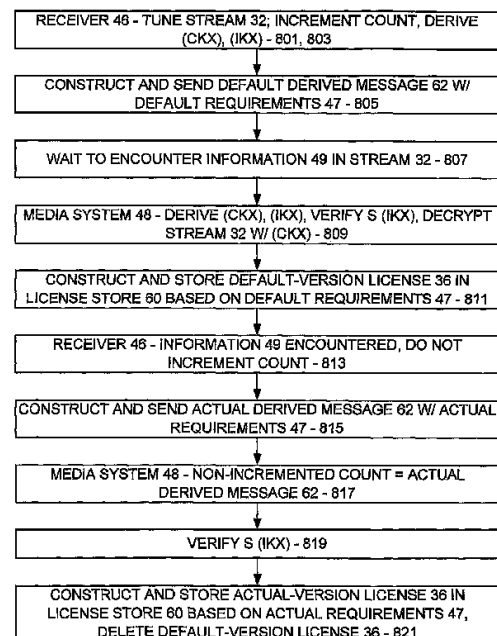 RECEIVER 46 - TUNE STREAM 32; INCREMENT COUNT, DERIVE
(CKX), (IKX) - 801, 803
CONSTRUCT AND SEND DEFAULT DERIVED MESSAGE 62 W/
DEFAULT REQUIREMENTS 47 - 805
WAIT TO ENCOUNTER INFORMATION 49 IN STREAM 32 - 807
MEDIA SYSTEM 48 - DERIVE (CKX), (IKX), VERIFY S (IKX), DECRYPT
STREAM 32 W/ (CKX) - 809
CONSTRUCT AND STORE DEFAULT-VERSION LICENSE 36 IN
LICENSE STORE 60 BASED ON DEFAULT REQUIREMENTS 47 - 811
RECEIVER 46 - INFORMATION 49 ENCOUNTERED, DO NOT
INCREMENT COUNT - 813
CONSTRUCT AND SEND ACTUAL DERIVED MESSAGE 62 W/ ACTUAL
REQUIREMENTS 47 - 815
MEDIA SYSTEM 48 - NON-INCREMENTED COUNT = ACTUAL
DERIVED MESSAGE 62 - 817
VERIFY S (IKX) - 819
CONSTRUCT AND STORE ACTUAL-VERSION LICENSE 36 IN
LICENSE STORE 60 BASED ON ACTUAL REQUIREMENTS 47,
DELETE DEFAULT-VERSION LICENSE 36 - 821